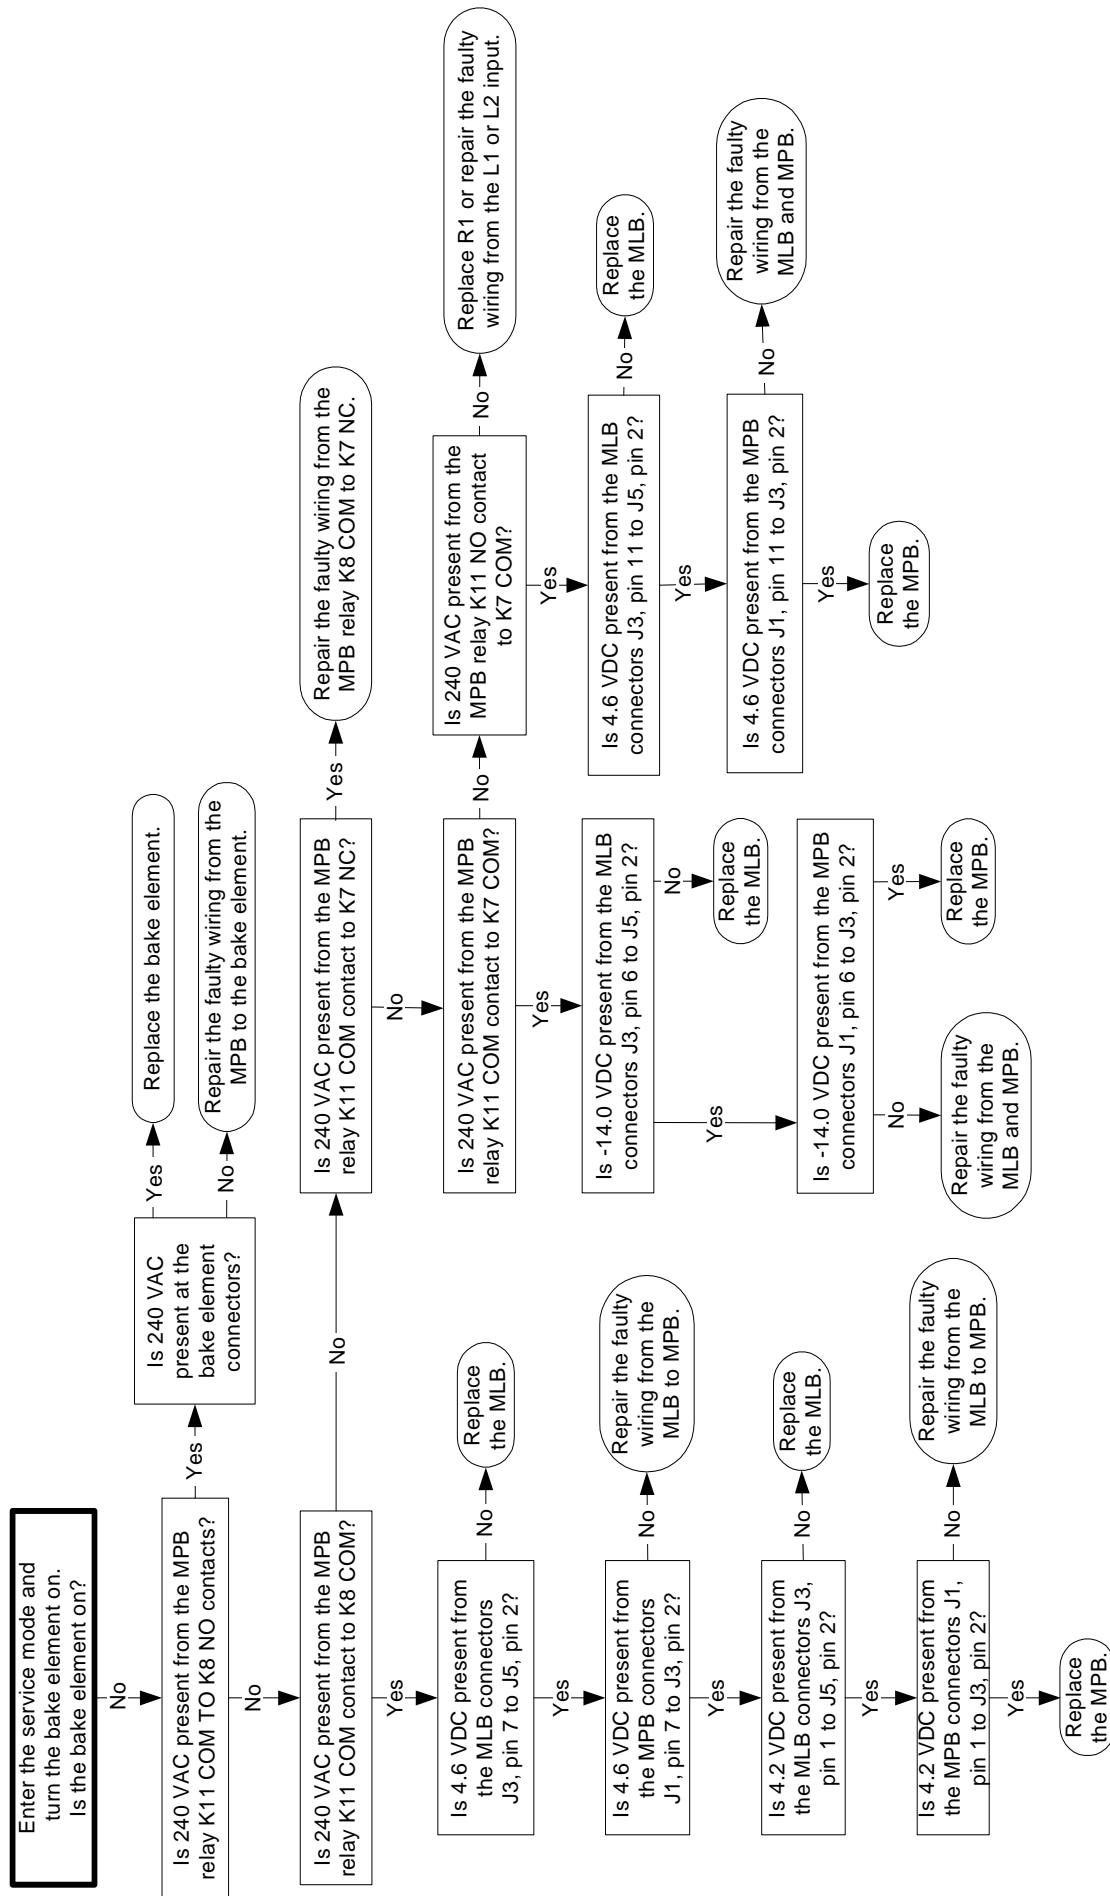 Enter the service mode and
turn the bake element on.
Is the bake element on?
No
Is 240 VAC present from the MPB
relay K11 COM TO K8 NO contacts?
Yes
Is 240 VAC
present at the
bake element
connectors?
Yes
Replace the bake element.
No
Repair the faulty wiring from the
MPB to the bake element.
No
Is 240 VAC present from the MPB
relay K11 COM contact to K8 COM?
No
Is 240 VAC present from the MPB
relay K11 COM contact to K7 NC?
Yes
Repair the faulty wiring from the
MPB relay K8 COM to K7 NC.
No
Is 240 VAC present from the MPB
relay K11 COM contact to K7 COM?
No
Is 240 VAC present from the
MPB relay K11 NO contact
to K7 COM?
No
Replace R1 or repair the faulty
wiring from the L1 or L2 input.
Yes
Is 4.6 VDC present from the MLB
connectors J3, pin 11 to J5, pin 2?
No
Replace
the MLB.
Yes
Is 4.6 VDC present from the MPB
connectors J1, pin 11 to J3, pin 2?
No
Repair the faulty
wiring from the
MLB and MPB.
Yes
Replace
the MPB.
Yes
Is -14.0 VDC present from the MLB
connectors J3, pin 6 to J5, pin 2?
No
Replace
the MLB.
Yes
Is -14.0 VDC present from the MPB
connectors J1, pin 6 to J3, pin 2?
Yes
Replace
the MPB.
No
Repair the faulty
wiring from the
MLB and MPB.
Yes
Is 4.6 VDC present from
the MLB connectors
J3, pin 7 to J5, pin 2?
No
Replace
the MLB.
Yes
Is 4.6 VDC present from
the MPB connectors
J1, pin 7 to J3, pin 2?
No
Repair the faulty
wiring from the
MLB to MPB.
Yes
Is 4.2 VDC present from
the MLB connectors J3,
pin 1 to J5, pin 2?
No
Replace
the MLB.
Yes
Is 4.2 VDC present from
the MPB connectors J1,
pin 1 to J3, pin 2?
No
Repair the faulty
wiring from the
MLB to MPB.
Yes
Replace
the MPB.